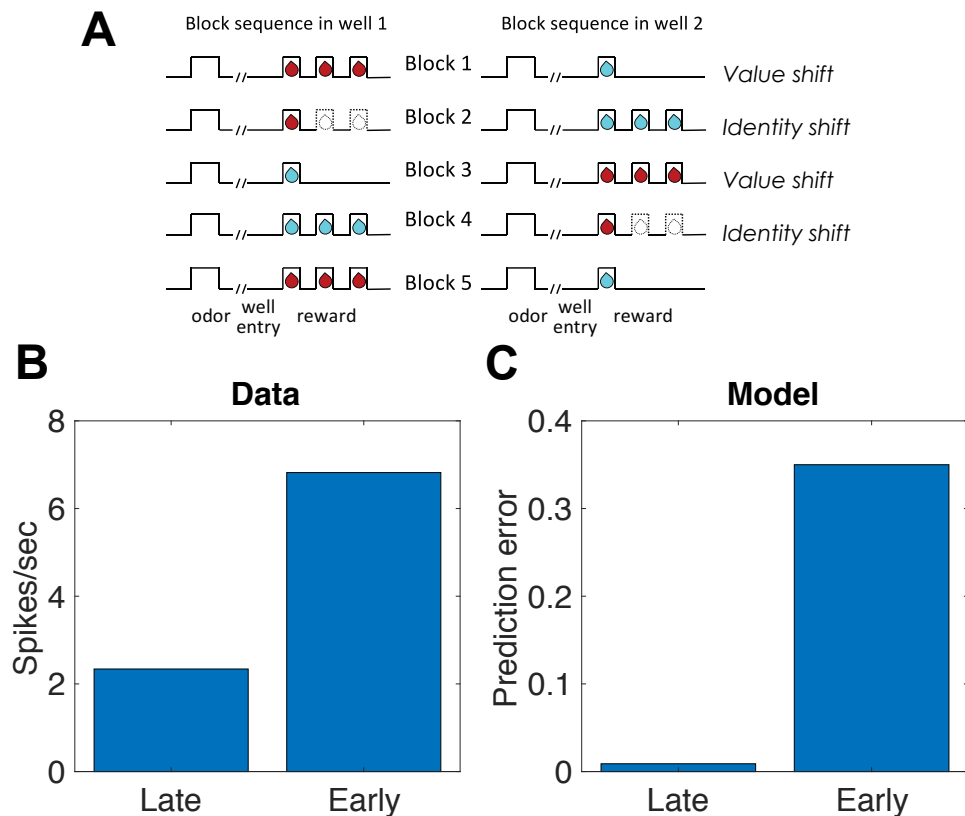 A
Block sequence in well 1
Block sequence in well 2
Block 1
Value shift
Block 2
Identity shift
Block 3
Value shift
Block 4
Identity shift
Block 5
odor // well entry reward
odor // well entry reward
B
Data
Spikes/sec
8
6
4
2
0
Late Early
C
Model
Prediction error
0.4
0.3
0.2
0.1
0
Late Early